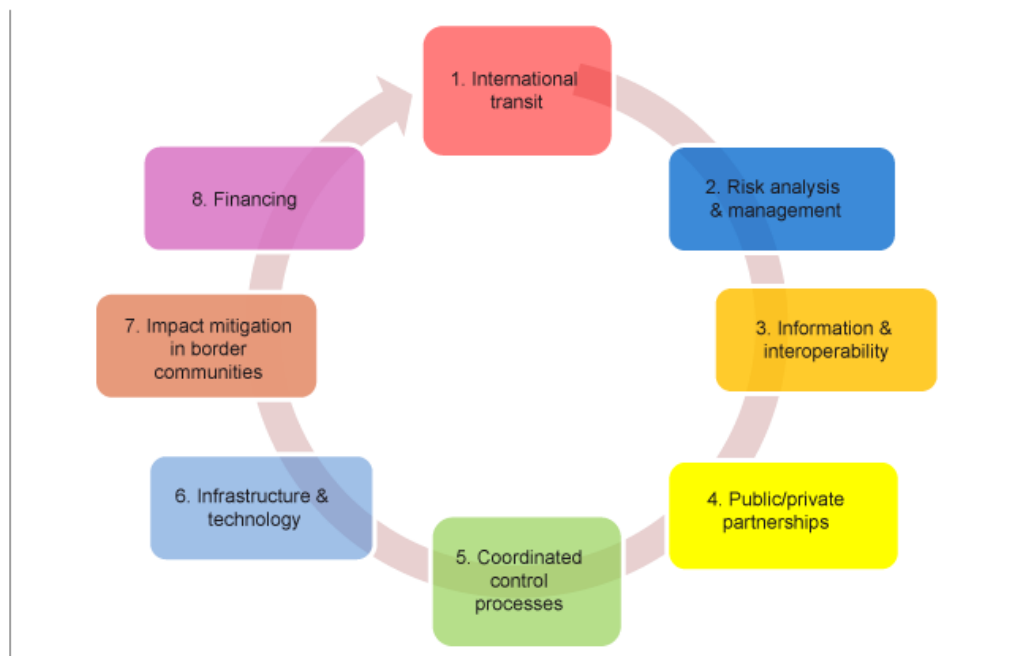 1. International
transit
2. Risk analysis
& management
3. Information &
interoperability
4. Public/private
partnerships
5. Coordinated
control
processes
6. Infrastructure &
technology
7. Impact mitigation
in border
communities
8. Financing